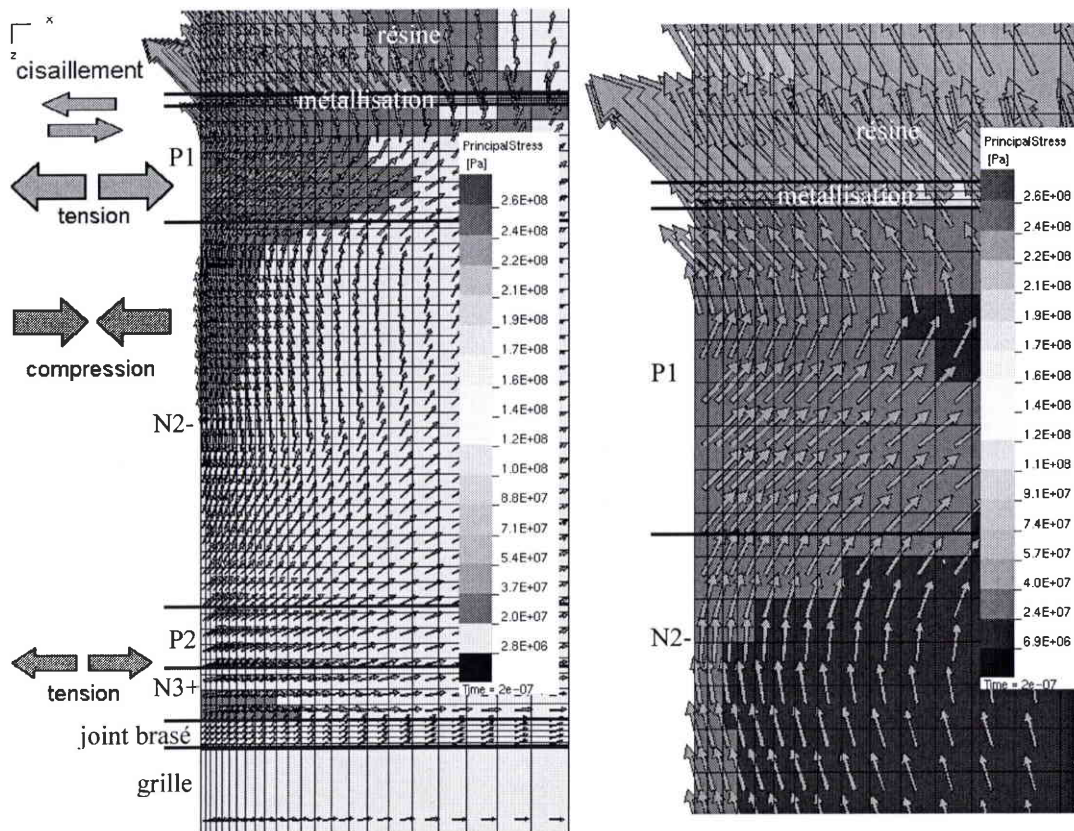 x
z
cisaillement
P1
tension
compression
N2-
P2
tension
N3+
joint brasé
grille
résine
metallisation
PrincipalStress
[Pa]
2.6E+08
2.4E+08
2.2E+08
2.1E+08
1.9E+08
1.7E+08
1.6E+08
1.4E+08
1.2E+08
1.0E+08
8.8E+07
7.1E+07
5.4E+07
3.7E+07
2.0E+07
2.8E+06
Time = 2e-07
résine
metallisation
P1
N2-
PrincipalStress
[Pa]
2.6E+08
2.4E+08
2.2E+08
2.1E+08
1.9E+08
1.7E+08
1.6E+08
1.4E+08
1.2E+08
1.1E+08
9.1E+07
7.4E+07
5.7E+07
4.0E+07
2.4E+07
6.9E+06
Time = 2e-07